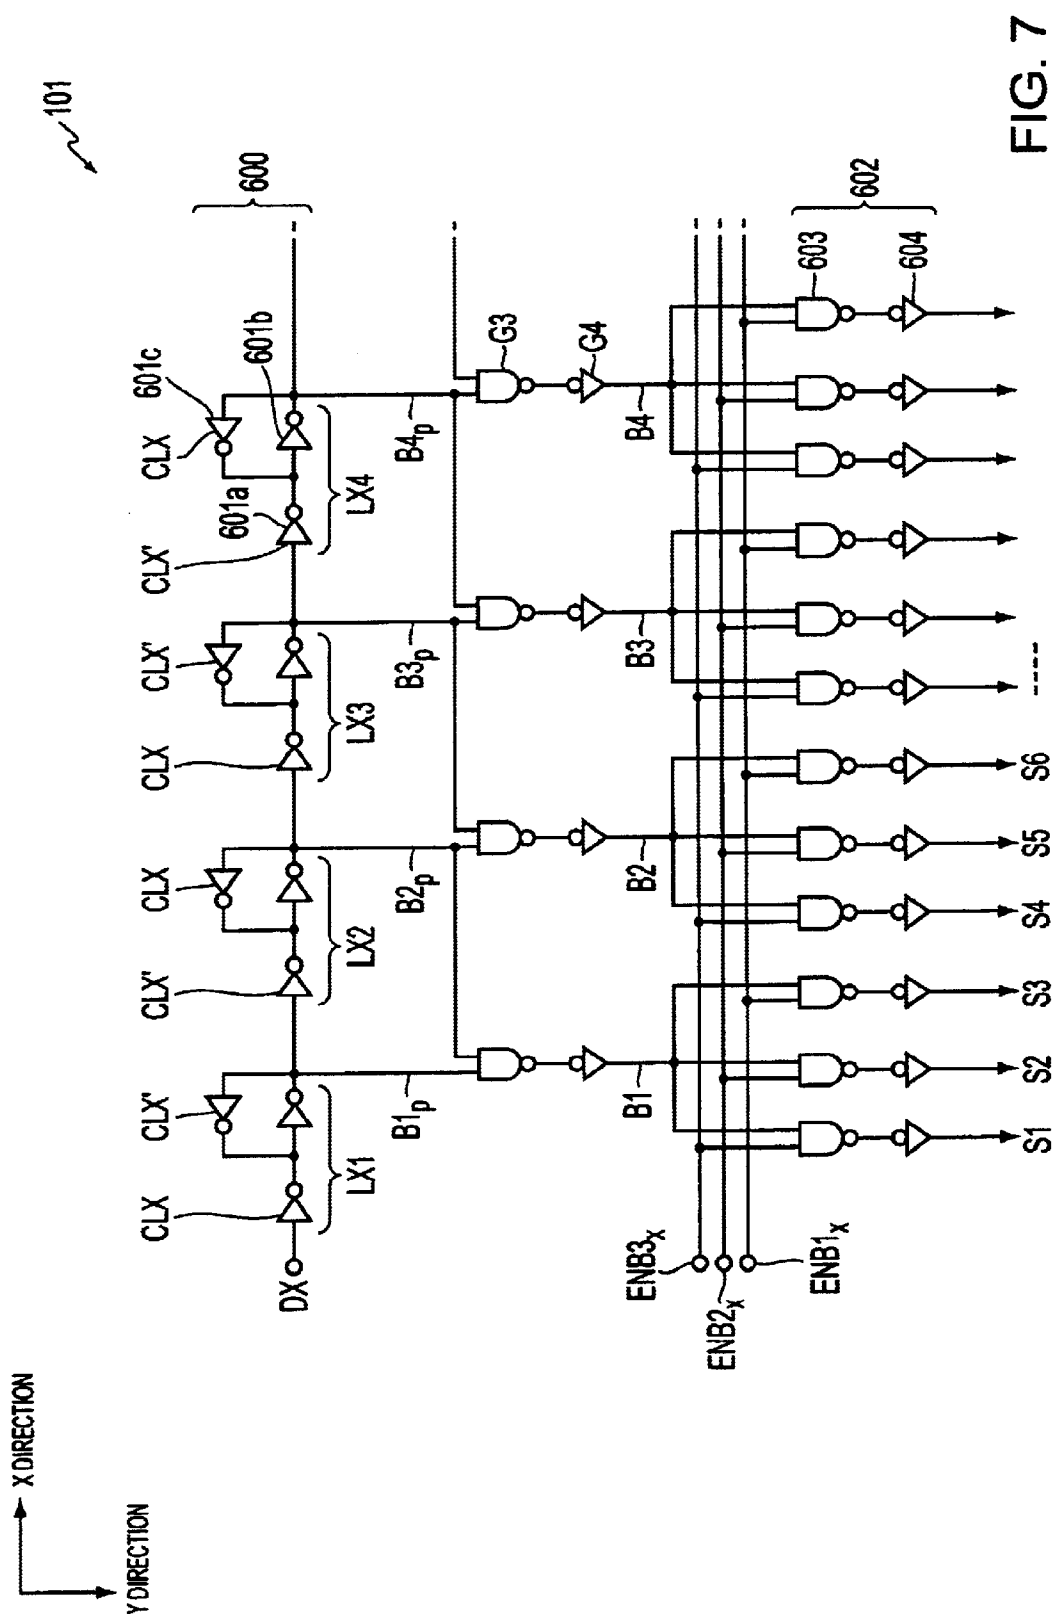 FIG. 7
101
X DIRECTION
Y DIRECTION
600
CLX
CLX'
CLX'
CLX
CLX
CLX'
CLX'
CLX
601c
601a
601b
DX
LX1
LX2
LX3
LX4
B1p
B2p
B3p
B4p
G3
G4
B1
B2
B3
B4
ENB3x
ENB2x
ENB1x
602
603
604
S1
S2
S3
S4
S5
S6
----